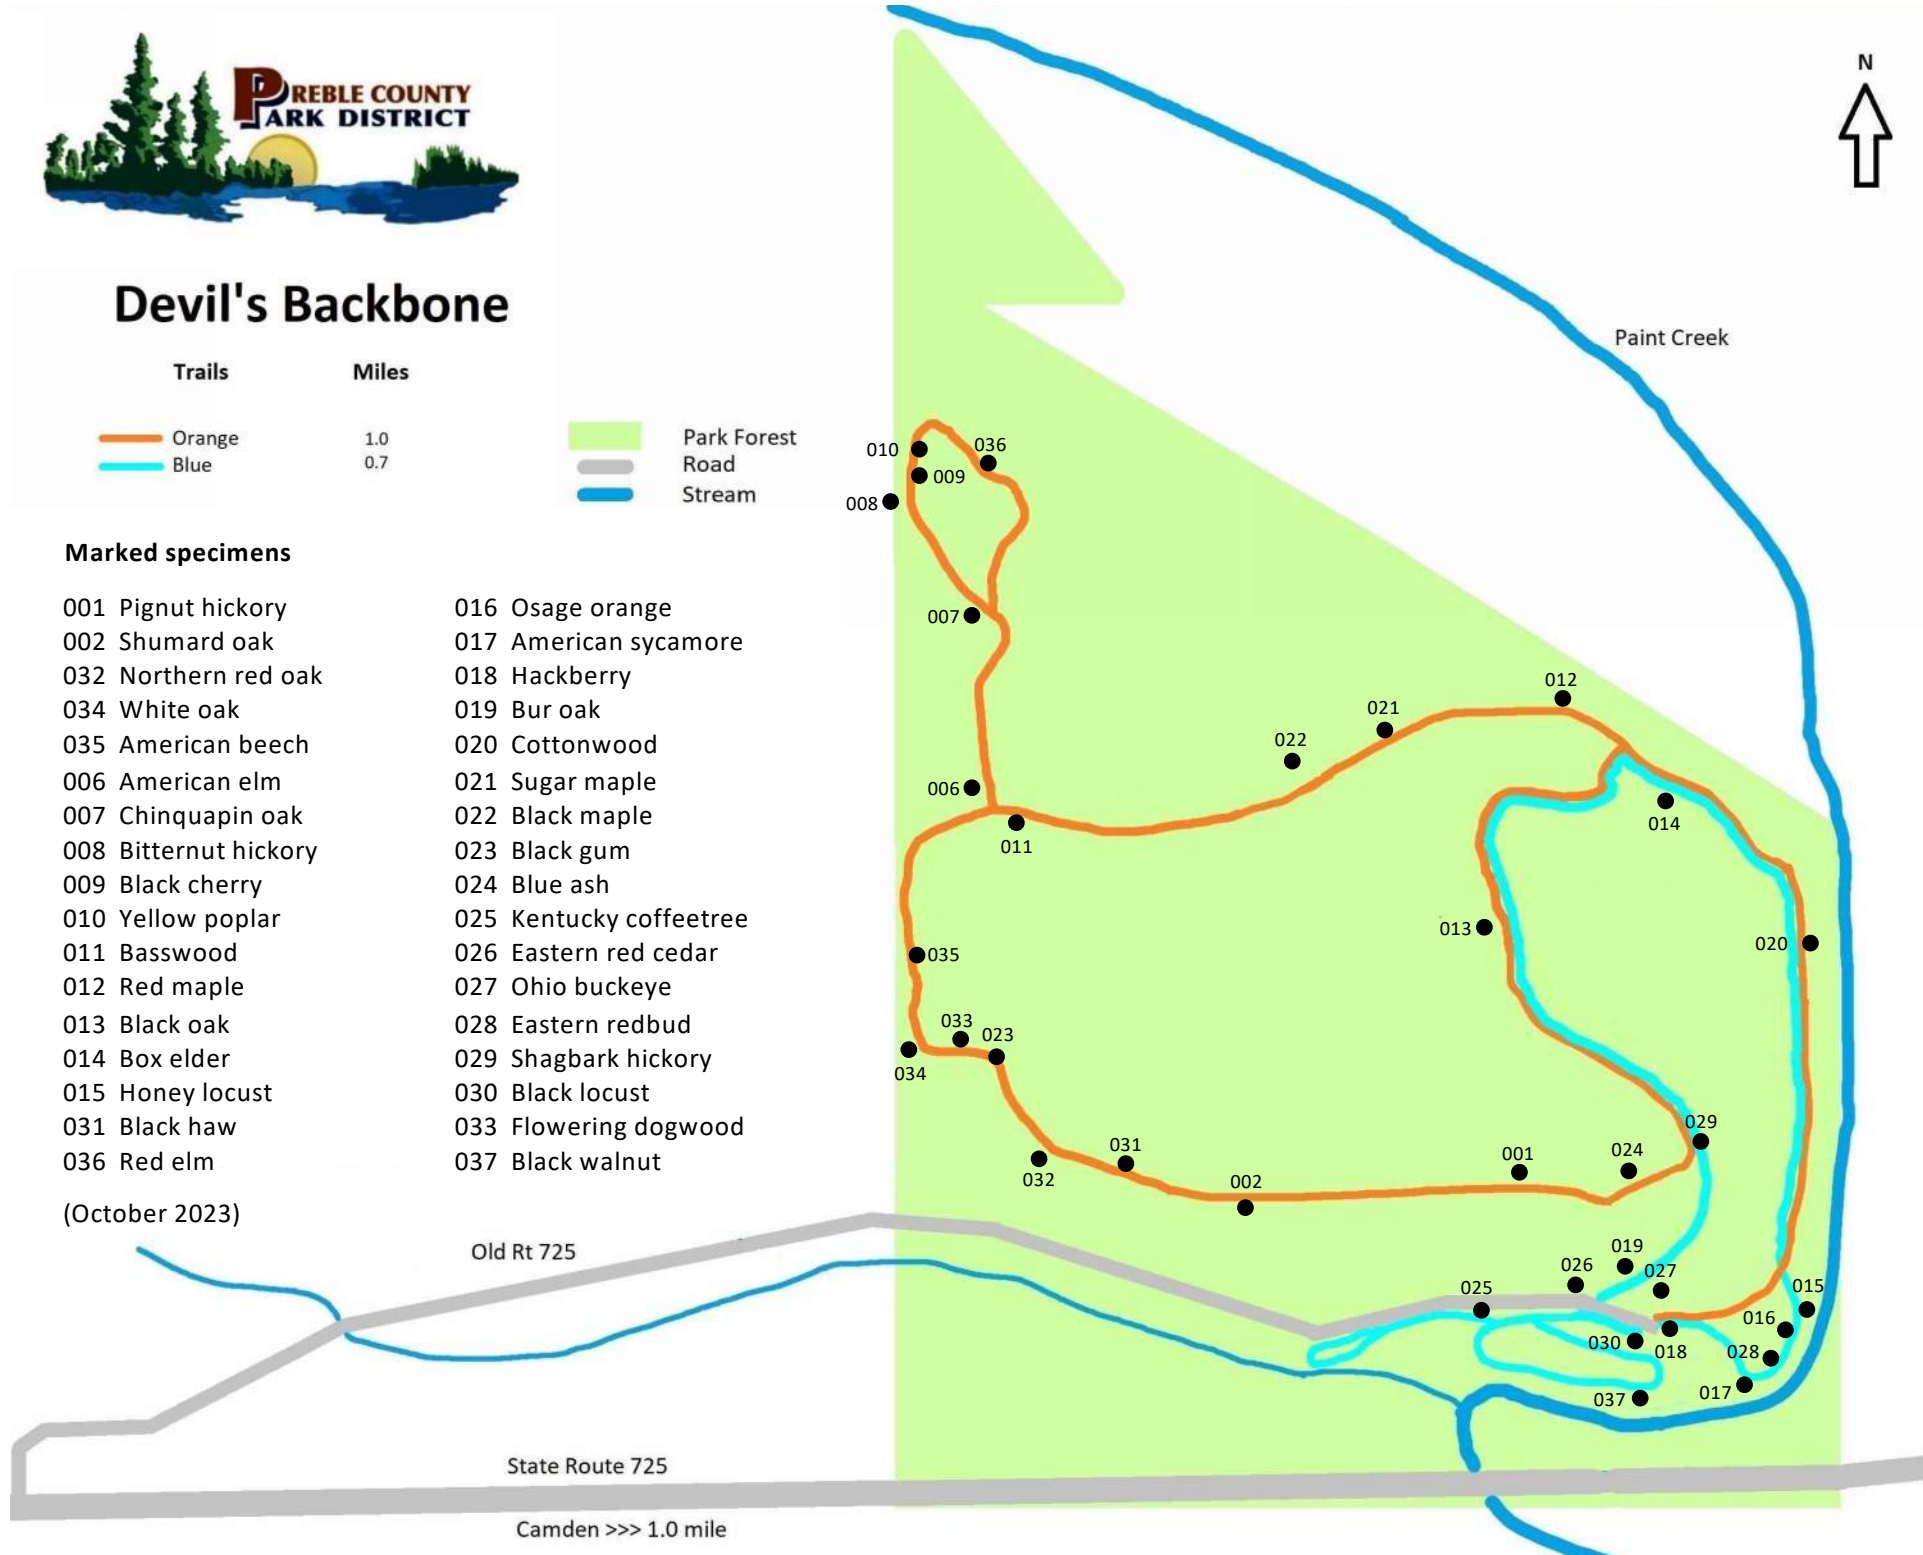 PREBLE COUNTY
PARK DISTRICT
Devil's Backbone
Trails Miles
Orange 1.0
Blue 0.7
Park Forest
Road
Stream
Marked specimens
001 Pignut hickory
002 Shumard oak
032 Northern red oak
034 White oak
035 American beech
006 American elm
007 Chinquapin oak
008 Bitternut hickory
009 Black cherry
010 Yellow poplar
011 Basswood
012 Red maple
013 Black oak
014 Box elder
015 Honey locust
031 Black haw
036 Red elm
016 Osage orange
017 American sycamore
018 Hackberry
019 Bur oak
020 Cottonwood
021 Sugar maple
022 Black maple
023 Black gum
024 Blue ash
025 Kentucky coffeetree
026 Eastern red cedar
027 Ohio buckeye
028 Eastern redbud
029 Shagbark hickory
030 Black locust
033 Flowering dogwood
037 Black walnut
(October 2023)
N
Paint Creek
010
036
009
008
007
012
021
022
006
014
011
013
020
035
033
023
034
029
031
001
024
032
002
019
026
027
025
015
016
030
018
028
017
037
Old Rt 725
State Route 725
Camden >>> 1.0 mile